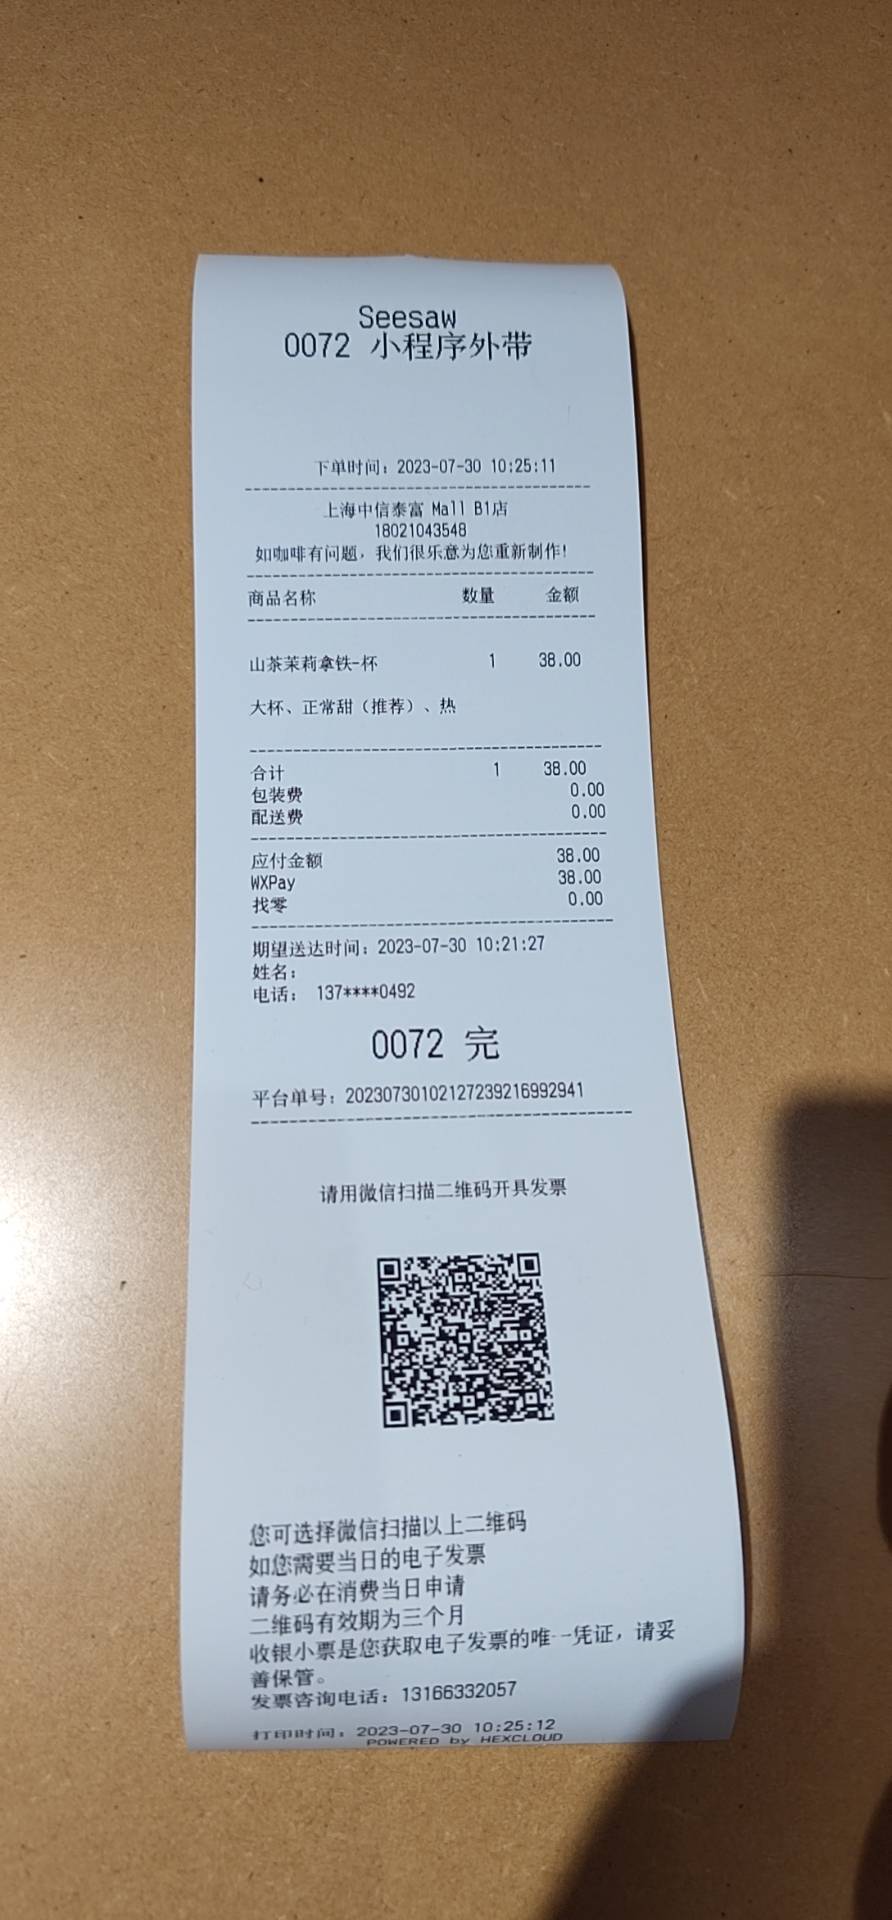 Seesaw
0072 小程序外带
下单时间：2023-07-30 10:25:11
上海中信泰富 Mall B1店
18021043548
如咖啡有问题，我们很乐意为您重新制作！
商品名称 数量 金额
山茶茉莉拿铁-杯 1 38.00
大杯、正常甜（推荐）、热
合计 1 38.00
包装费 0.00
配送费 0.00
应付金额 38.00
WXPay 38.00
找零 0.00
期望送达时间：2023-07-30 10:21:27
姓名：
电话： 137****0492
0072 完
平台单号：20230730102127239216992941
请用微信扫描二维码开具发票
您可选择微信扫描以上二维码
如您需要当日的电子发票
请务必在消费当日申请
二维码有效期为三个月
收银小票是您获取电子发票的唯一凭证，请妥
善保管。
发票咨询电话：13166332057
打印时间：2023-07-30 10:25:12
POWERED by HEXCLOUD